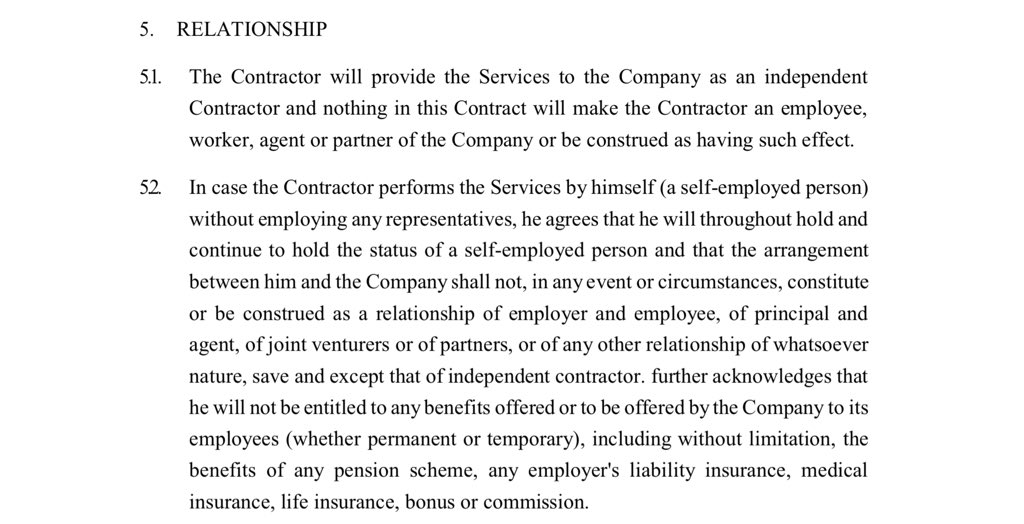 5. RELATIONSHIP
5.1. The Contractor will provide the Services to the Company as an independent
Contractor and nothing in this Contract will make the Contractor an employee,
worker, agent or partner of the Company or be construed as having such effect.
5.2. In case the Contractor performs the Services by himself (a self-employed person)
without employing any representatives, he agrees that he will throughout hold and
continue to hold the status of a self-employed person and that the arrangement
between him and the Company shall not, in any event or circumstances, constitute
or be construed as a relationship of employer and employee, of principal and
agent, of joint venturers or of partners, or of any other relationship of whatsoever
nature, save and except that of independent contractor. further acknowledges that
he will not be entitled to any benefits offered or to be offered by the Company to its
employees (whether permanent or temporary), including without limitation, the
benefits of any pension scheme, any employer's liability insurance, medical
insurance, life insurance, bonus or commission.